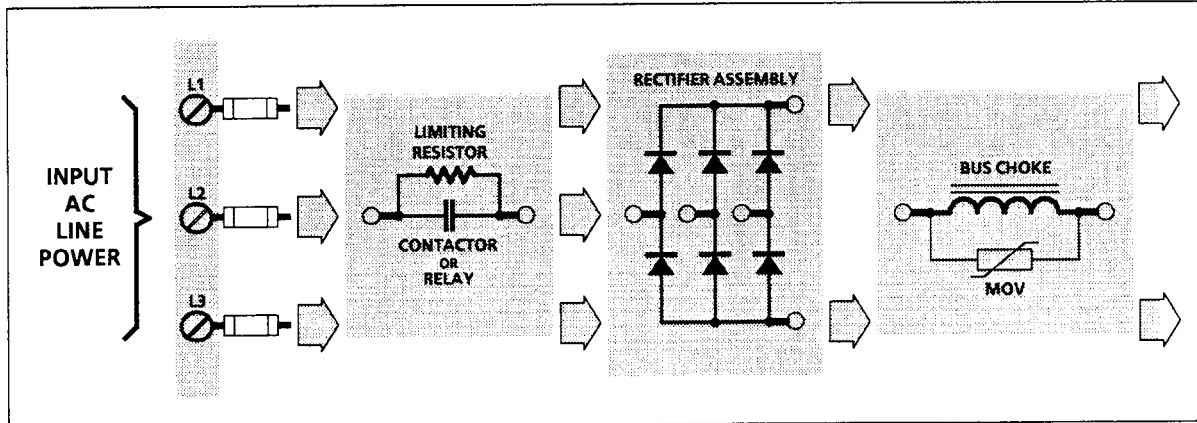 INPUT
AC
LINE
POWER
L1
L2
L3
LIMITING
RESISTOR
CONTACTOR
OR
RELAY
RECTIFIER ASSEMBLY
BUS CHOKE
MOV